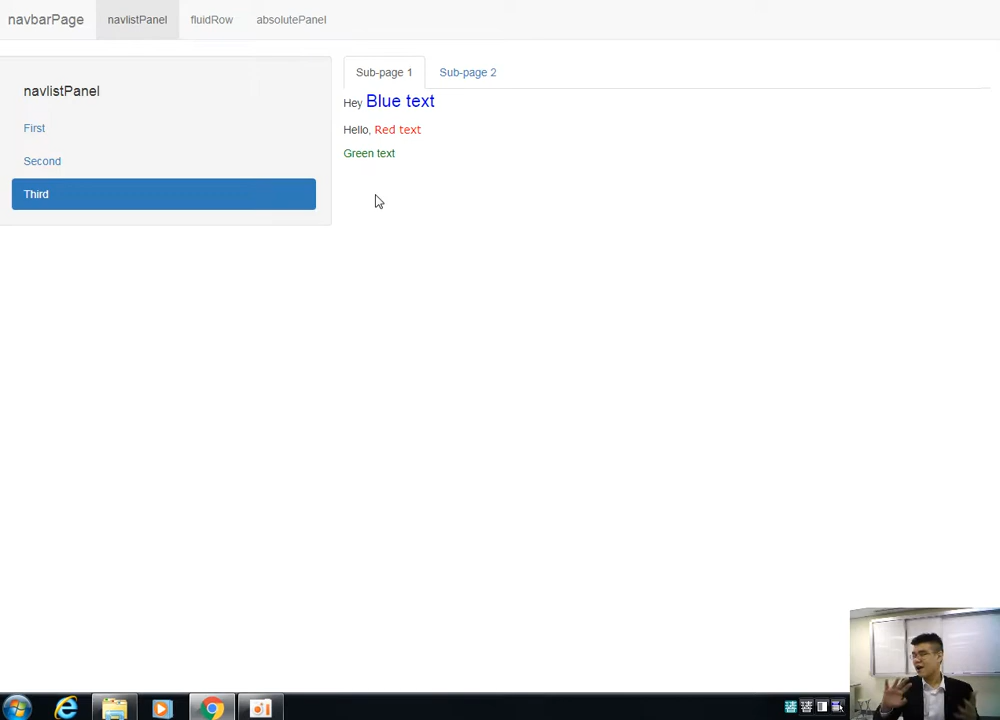 navbarPage navlistPanel fluidRow absolutePanel
navlistPanel
First
Second
Third
Sub-page 1 Sub-page 2
Hey Blue text
Hello, Red text
Green text